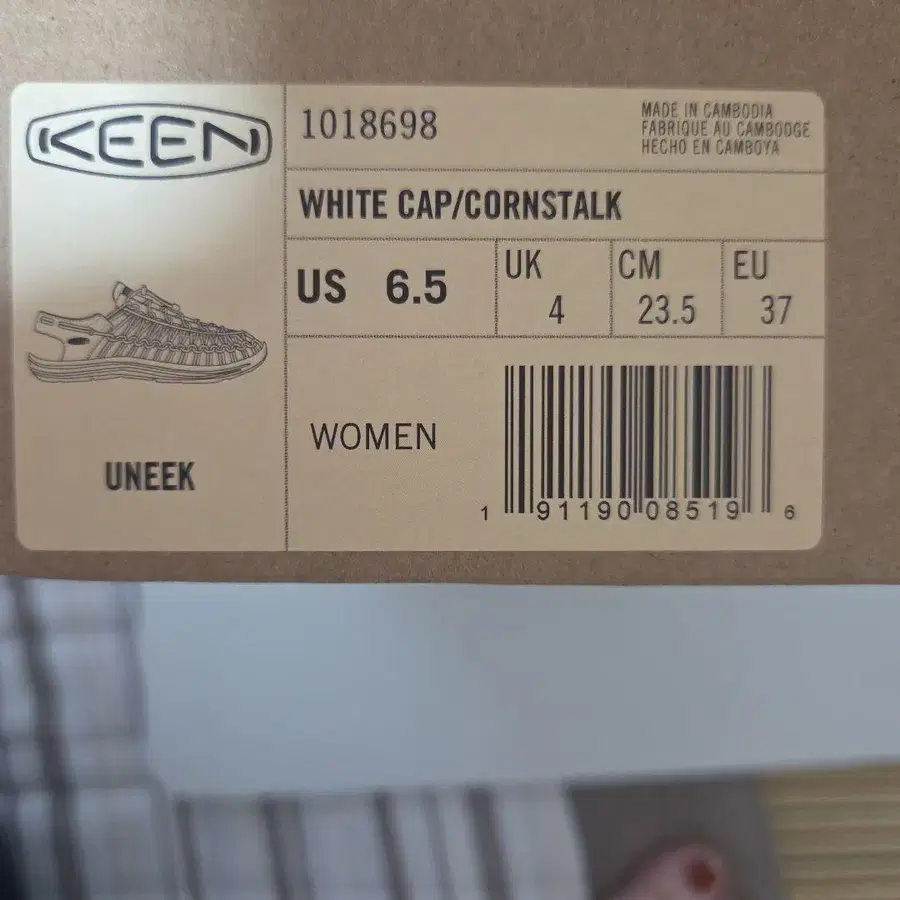 KEEN
1018698
MADE IN CAMBODIA
FABRIQUE AU CAMBODGE
HECHO EN CAMBOYA
WHITE CAP/CORNSTALK
US 6.5
UK 4
CM 23.5
EU 37
UNEEK
WOMEN
1 91190 08519 6